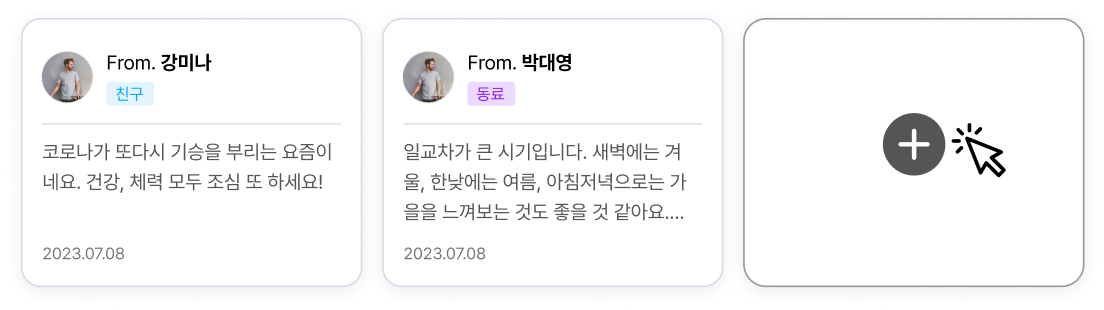 From. 강미나
친구
코로나가 또다시 기승을 부리는 요즘이
네요. 건강, 체력 모두 조심 또 하세요!
2023.07.08
From. 박대영
동료
일교차가 큰 시기입니다. 새벽에는 겨
울, 한낮에는 여름, 아침저녁으로는 가
을을 느껴보는 것도 좋을 것 같아요....
2023.07.08